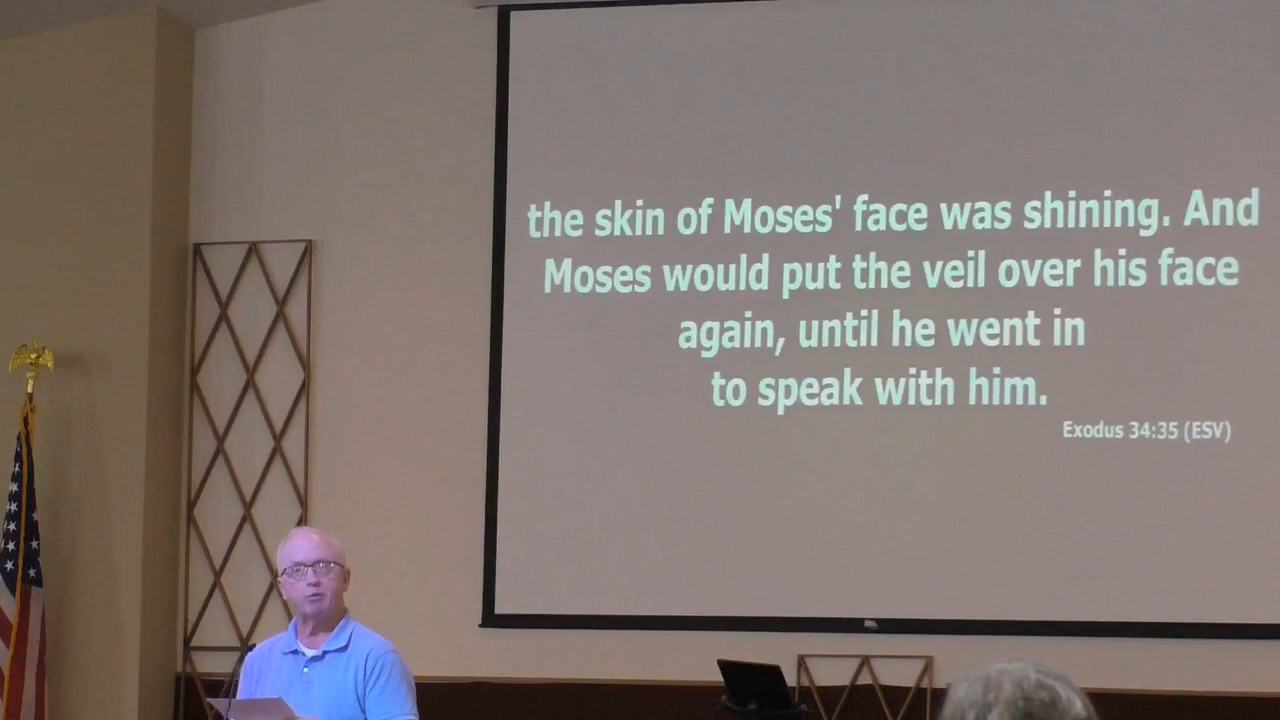 the skin of Moses' face was shining. And
Moses would put the veil over his face
again, until he went in
to speak with him.
Exodus 34:35 (ESV)